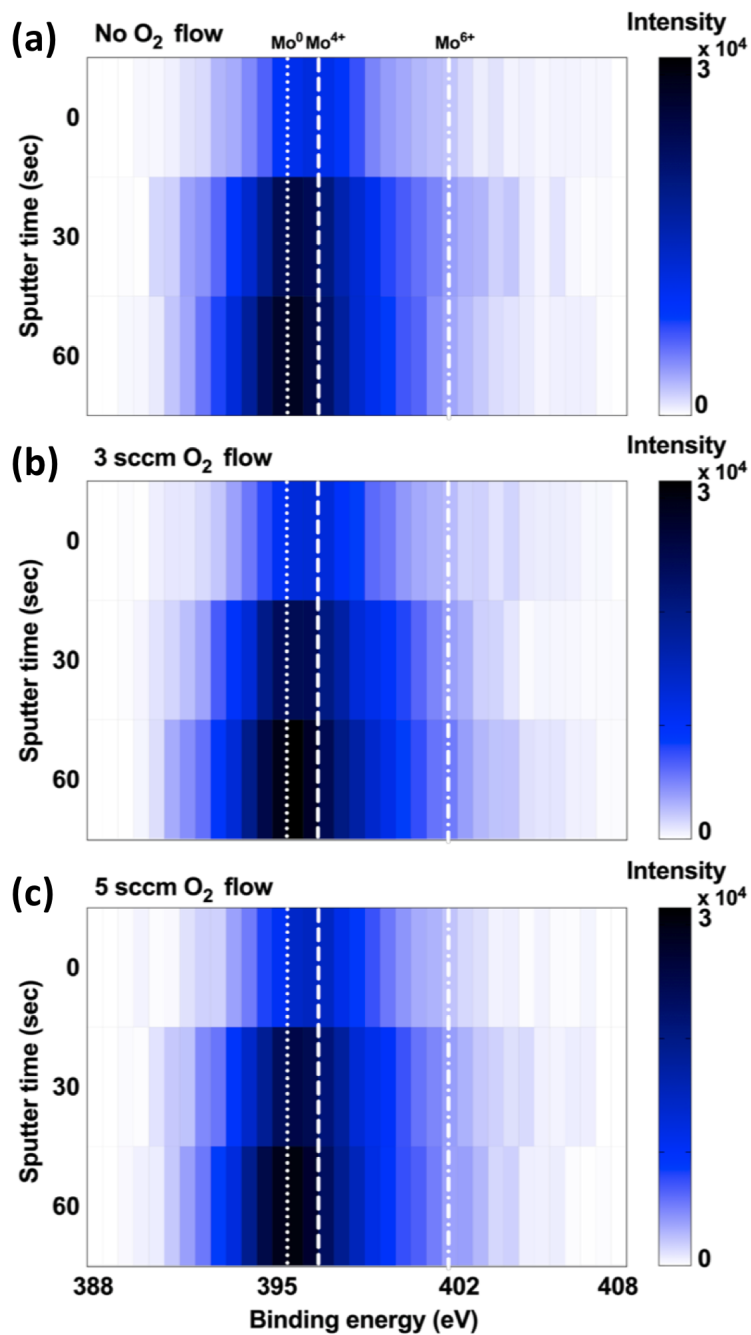 (a) No O2 flow
Mo0 Mo4+ Mo6+
Intensity
x 10^4
3
0
Sputter time (sec)
0
30
60
(b) 3 sccm O2 flow
Intensity
x 10^4
3
0
Sputter time (sec)
0
30
60
(c) 5 sccm O2 flow
Intensity
x 10^4
3
0
Sputter time (sec)
0
30
60
388 395 402 408
Binding energy (eV)